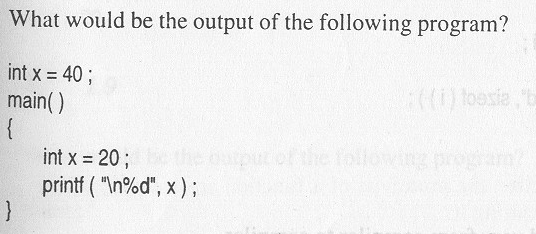 What would be the output of the following program?
int x = 40 ;
main( )
{
int x = 20 ;
printf ( "\n%d", x ) ;
}